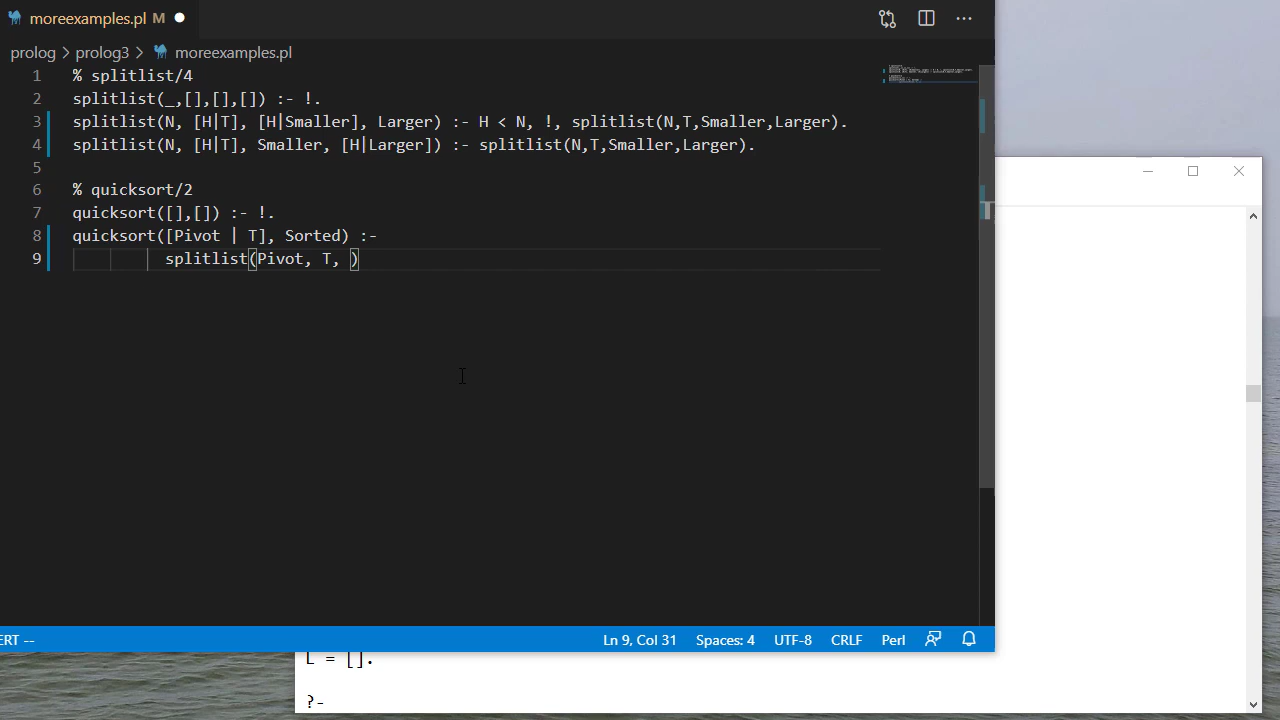 moreexamples.pl M
prolog > prolog3 > moreexamples.pl
1 % splitlist/4
2 splitlist(_,[],[],[]) :- !.
3 splitlist(N, [H|T], [H|Smaller], Larger) :- H < N, !, splitlist(N,T,Smaller,Larger).
4 splitlist(N, [H|T], Smaller, [H|Larger]) :- splitlist(N,T,Smaller,Larger).
5
6 % quicksort/2
7 quicksort([],[]) :- !.
8 quicksort([Pivot | T], Sorted) :-
9 splitlist(Pivot, T, )
ERT -- Ln 9, Col 31 Spaces: 4 UTF-8 CRLF Perl
L = [].
?-